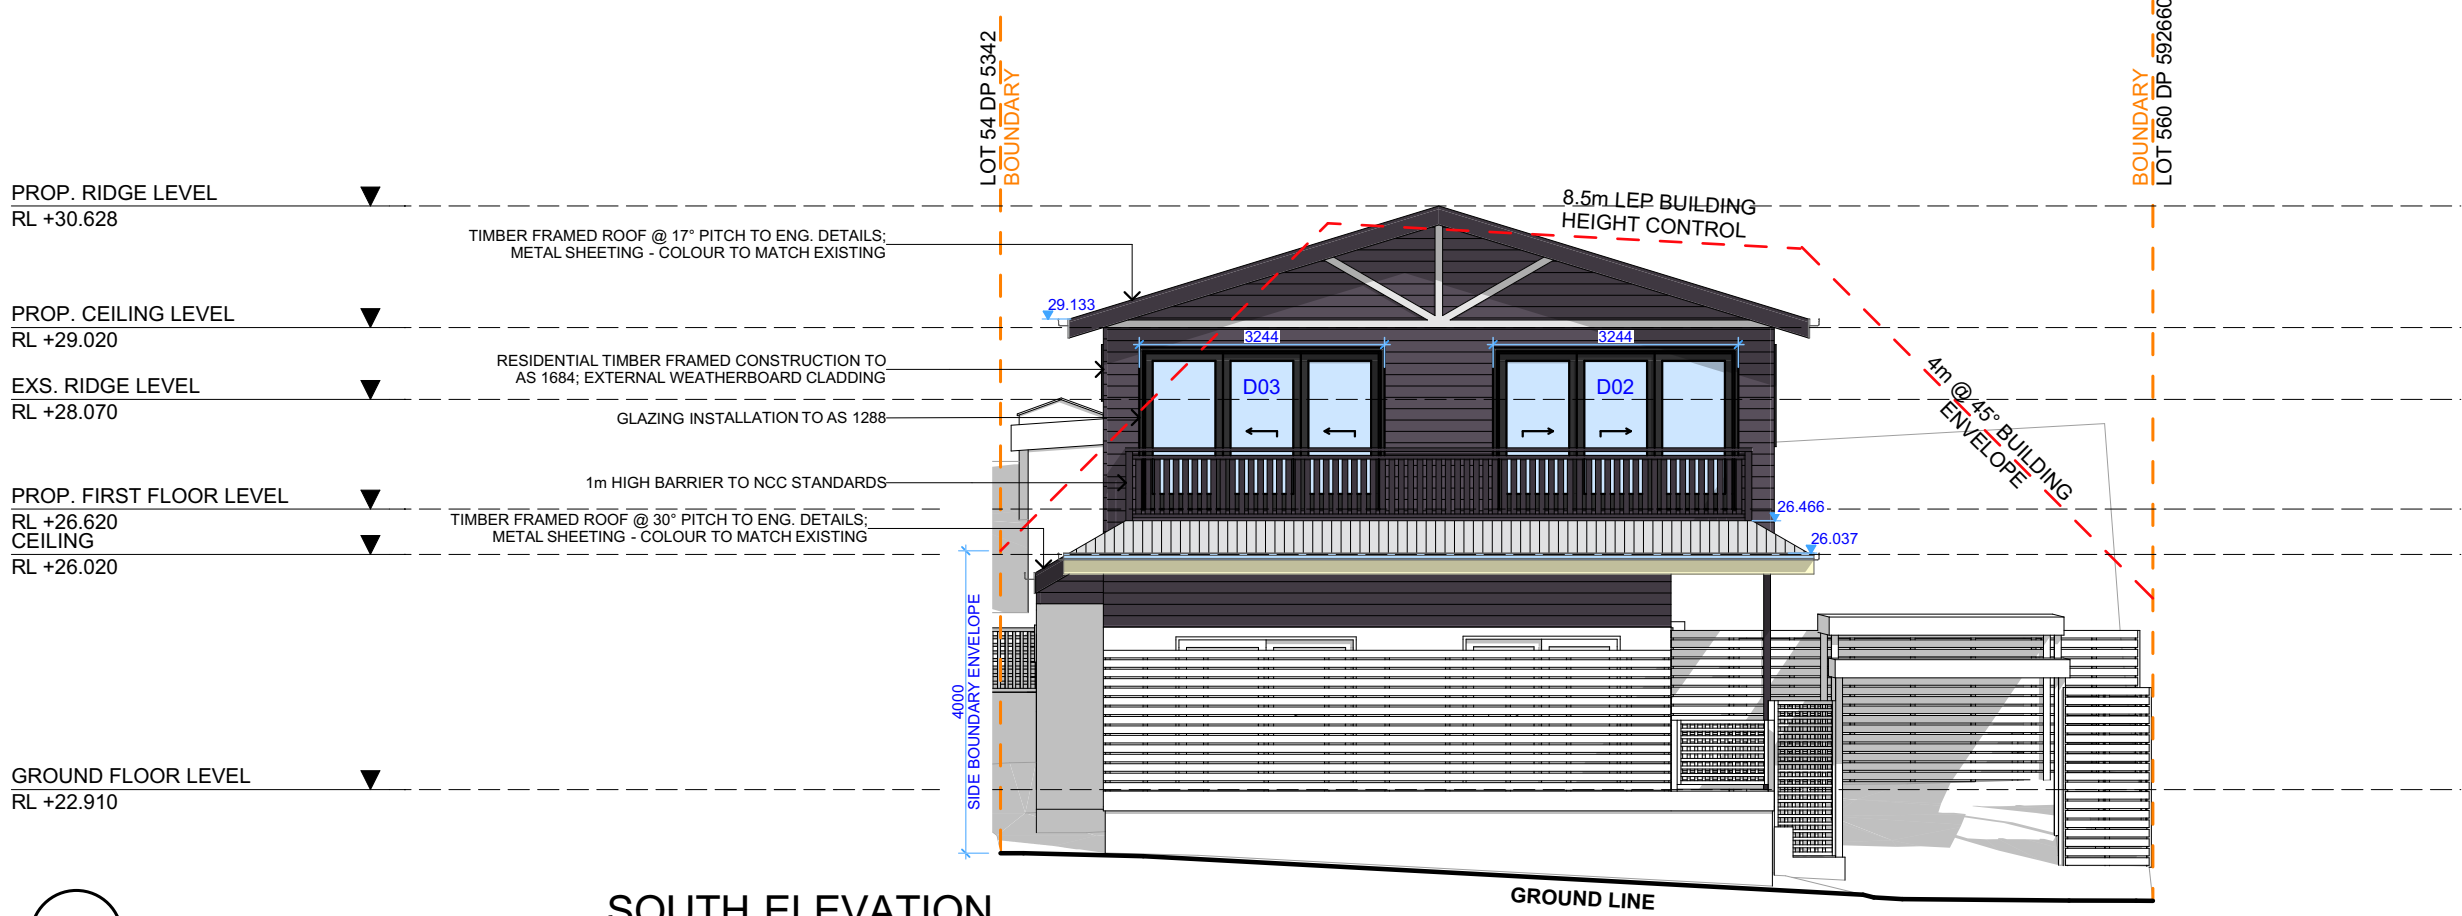 LOT 54 DP 5342
BOUNDARY
BOUNDARY
LOT 560 DP 592660
PROP. RIDGE LEVEL
RL +30.628
8.5m LEP BUILDING
HEIGHT CONTROL
TIMBER FRAMED ROOF @ 17° PITCH TO ENG. DETAILS;
METAL SHEETING - COLOUR TO MATCH EXISTING
PROP. CEILING LEVEL
RL +29.020
29.133
3244
3244
RESIDENTIAL TIMBER FRAMED CONSTRUCTION TO
AS 1684; EXTERNAL WEATHERBOARD CLADDING
EXS. RIDGE LEVEL
RL +28.070
D03
D02
4m @ 45° BUILDING
ENVELOPE
GLAZING INSTALLATION TO AS 1288
1m HIGH BARRIER TO NCC STANDARDS
PROP. FIRST FLOOR LEVEL
RL +26.620
26.466
TIMBER FRAMED ROOF @ 30° PITCH TO ENG. DETAILS;
METAL SHEETING - COLOUR TO MATCH EXISTING
CEILING
RL +26.020
26.037
4000
SIDE BOUNDARY ENVELOPE
GROUND FLOOR LEVEL
RL +22.910
GROUND LINE
SOUTH ELEVATION